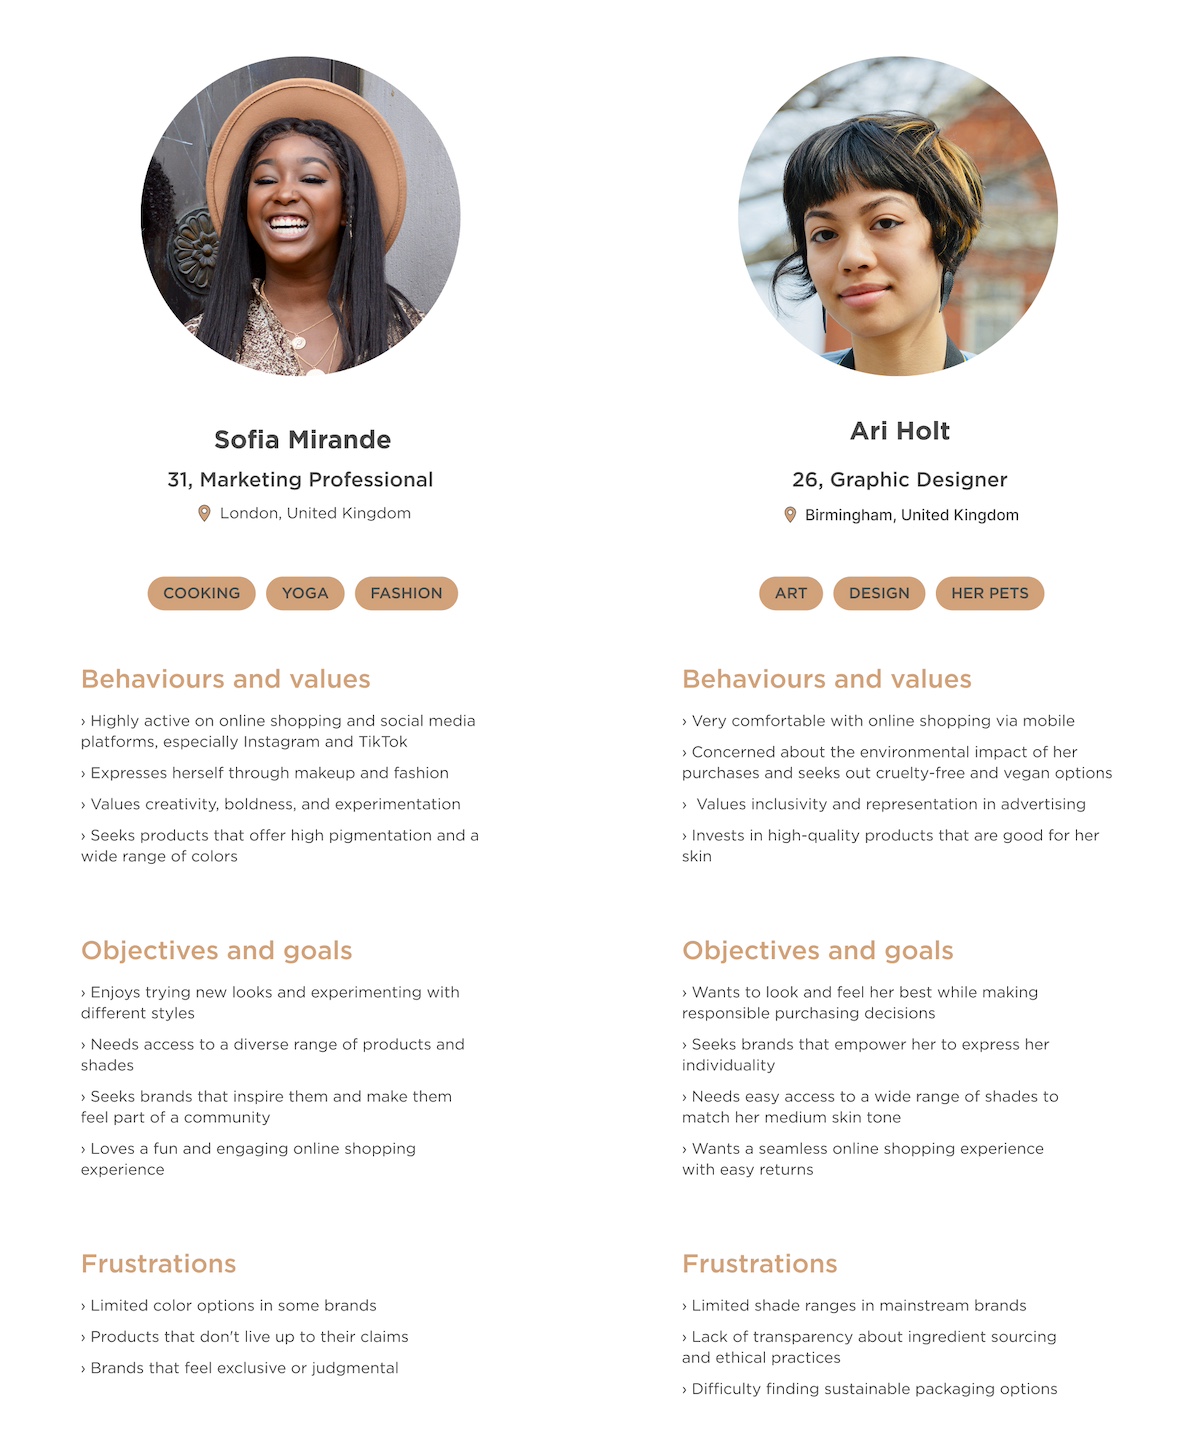 Sofia Mirande
31, Marketing Professional
London, United Kingdom
COOKING YOGA FASHION
Behaviours and values
› Highly active on online shopping and social media
platforms, especially Instagram and TikTok
› Expresses herself through makeup and fashion
› Values creativity, boldness, and experimentation
› Seeks products that offer high pigmentation and a
wide range of colors
Objectives and goals
› Enjoys trying new looks and experimenting with
different styles
› Needs access to a diverse range of products and
shades
› Seeks brands that inspire them and make them
feel part of a community
› Loves a fun and engaging online shopping
experience
Frustrations
› Limited color options in some brands
› Products that don't live up to their claims
› Brands that feel exclusive or judgmental
Ari Holt
26, Graphic Designer
Birmingham, United Kingdom
ART DESIGN HER PETS
Behaviours and values
› Very comfortable with online shopping via mobile
› Concerned about the environmental impact of her
purchases and seeks out cruelty-free and vegan options
›  Values inclusivity and representation in advertising
› Invests in high-quality products that are good for her
skin
Objectives and goals
› Wants to look and feel her best while making
responsible purchasing decisions
› Seeks brands that empower her to express her
individuality
› Needs easy access to a wide range of shades to
match her medium skin tone
› Wants a seamless online shopping experience
with easy returns
Frustrations
› Limited shade ranges in mainstream brands
› Lack of transparency about ingredient sourcing
and ethical practices
› Difficulty finding sustainable packaging options